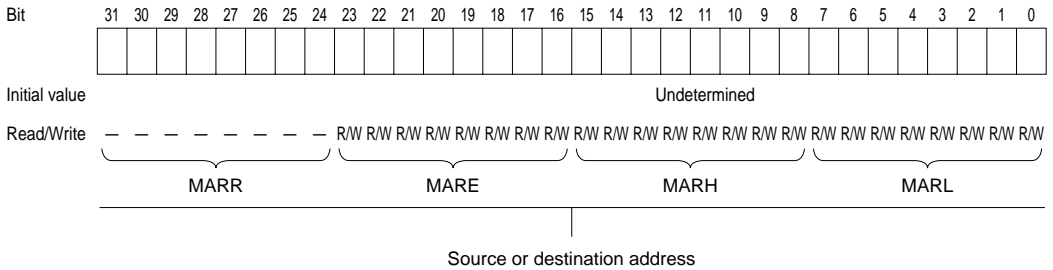 Bit 31 30 29 28 27 26 25 24 23 22 21 20 19 18 17 16 15 14 13 12 11 10 9 8 7 6 5 4 3 2 1 0
Initial value Undetermined
Read/Write — — — — — — — — R/W R/W R/W R/W R/W R/W R/W R/W R/W R/W R/W R/W R/W R/W R/W R/W R/W R/W R/W R/W R/W R/W R/W R/W
MARR MARE MARH MARL
Source or destination address